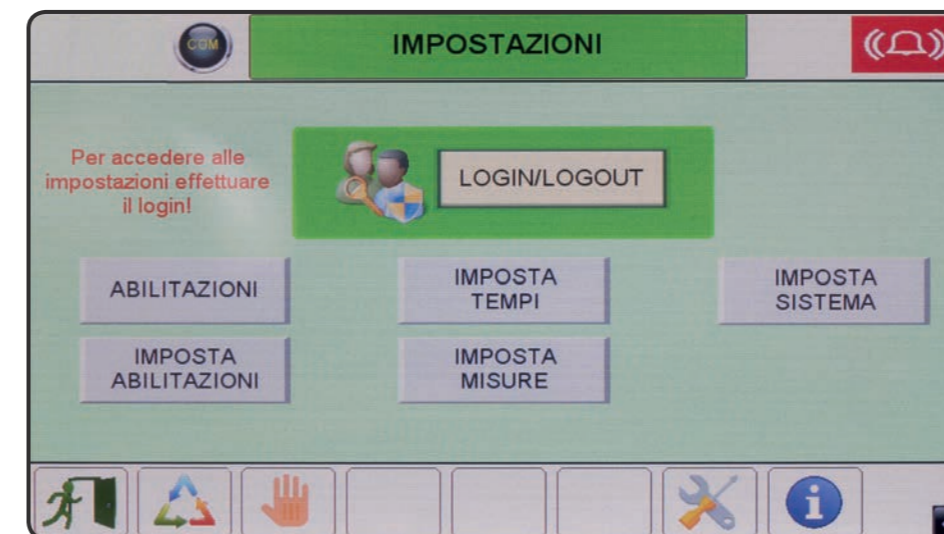 COM
IMPOSTAZIONI
Per accedere alle
impostazioni effettuare
il login!
LOGIN/LOGOUT
ABILITAZIONI
IMPOSTA
TEMPI
IMPOSTA
SISTEMA
IMPOSTA
ABILITAZIONI
IMPOSTA
MISURE
i